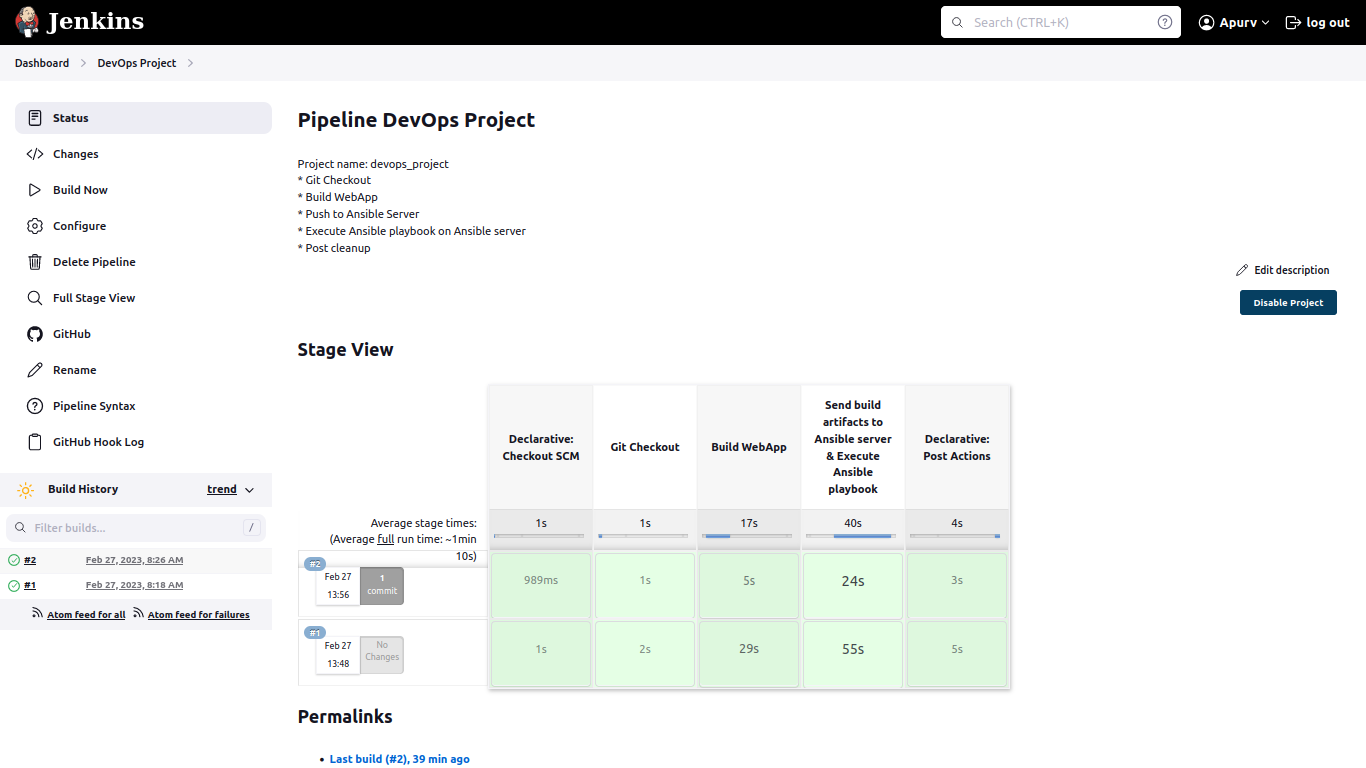 Jenkins
Search (CTRL+K)
?
Apurv
log out
Dashboard
DevOps Project
Status
Changes
Build Now
Configure
Delete Pipeline
Full Stage View
GitHub
Rename
Pipeline Syntax
GitHub Hook Log
Build History
trend
Filter builds...
/
#2
Feb 27, 2023, 8:26 AM
#1
Feb 27, 2023, 8:18 AM
Atom feed for all
Atom feed for failures
Pipeline DevOps Project
Project name: devops_project
* Git Checkout
* Build WebApp
* Push to Ansible Server
* Execute Ansible playbook on Ansible server
* Post cleanup
Edit description
Disable Project
Stage View
Declarative:
Checkout SCM
Git Checkout
Build WebApp
Send build
artifacts to
Ansible server
& Execute
Ansible
playbook
Declarative:
Post Actions
Average stage times:
(Average full run time: ~1min
10s)
1s
1s
17s
40s
4s
#2
Feb 27
13:56
1
commit
989ms
1s
5s
24s
3s
#1
Feb 27
13:48
No
Changes
1s
2s
29s
55s
5s
Permalinks
• Last build (#2), 39 min ago